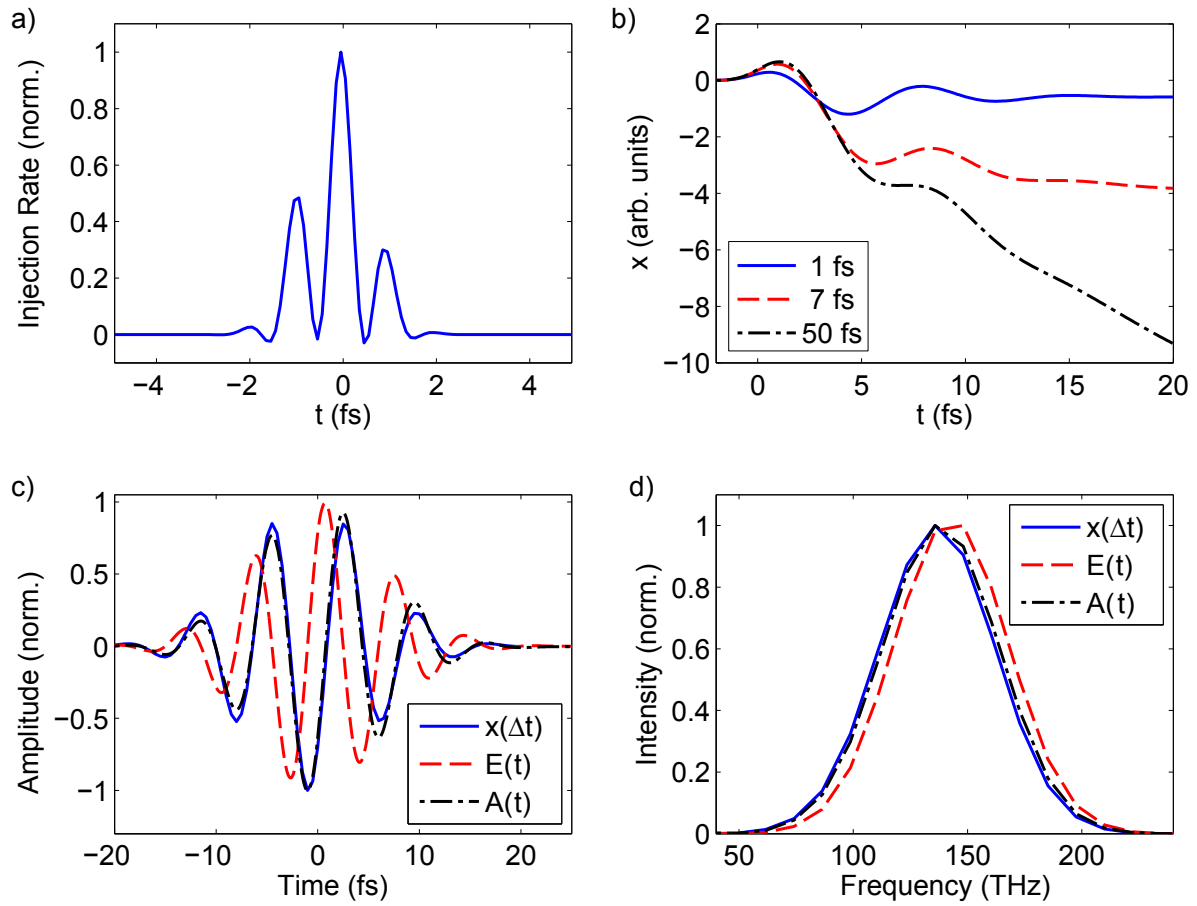 a)
Injection Rate (norm.)
1
0.8
0.6
0.4
0.2
0
−4 −2 0 2 4
t (fs)
b)
x (arb. units)
2
0
−2
−4
−6
−8
−10
1 fs
7 fs
50 fs
0 5 10 15 20
t (fs)
c)
Amplitude (norm.)
1
0.5
0
−0.5
−1
x(Δt)
E(t)
A(t)
−20 −10 0 10 20
Time (fs)
d)
Intensity (norm.)
1
0.8
0.6
0.4
0.2
0
x(Δt)
E(t)
A(t)
50 100 150 200
Frequency (THz)